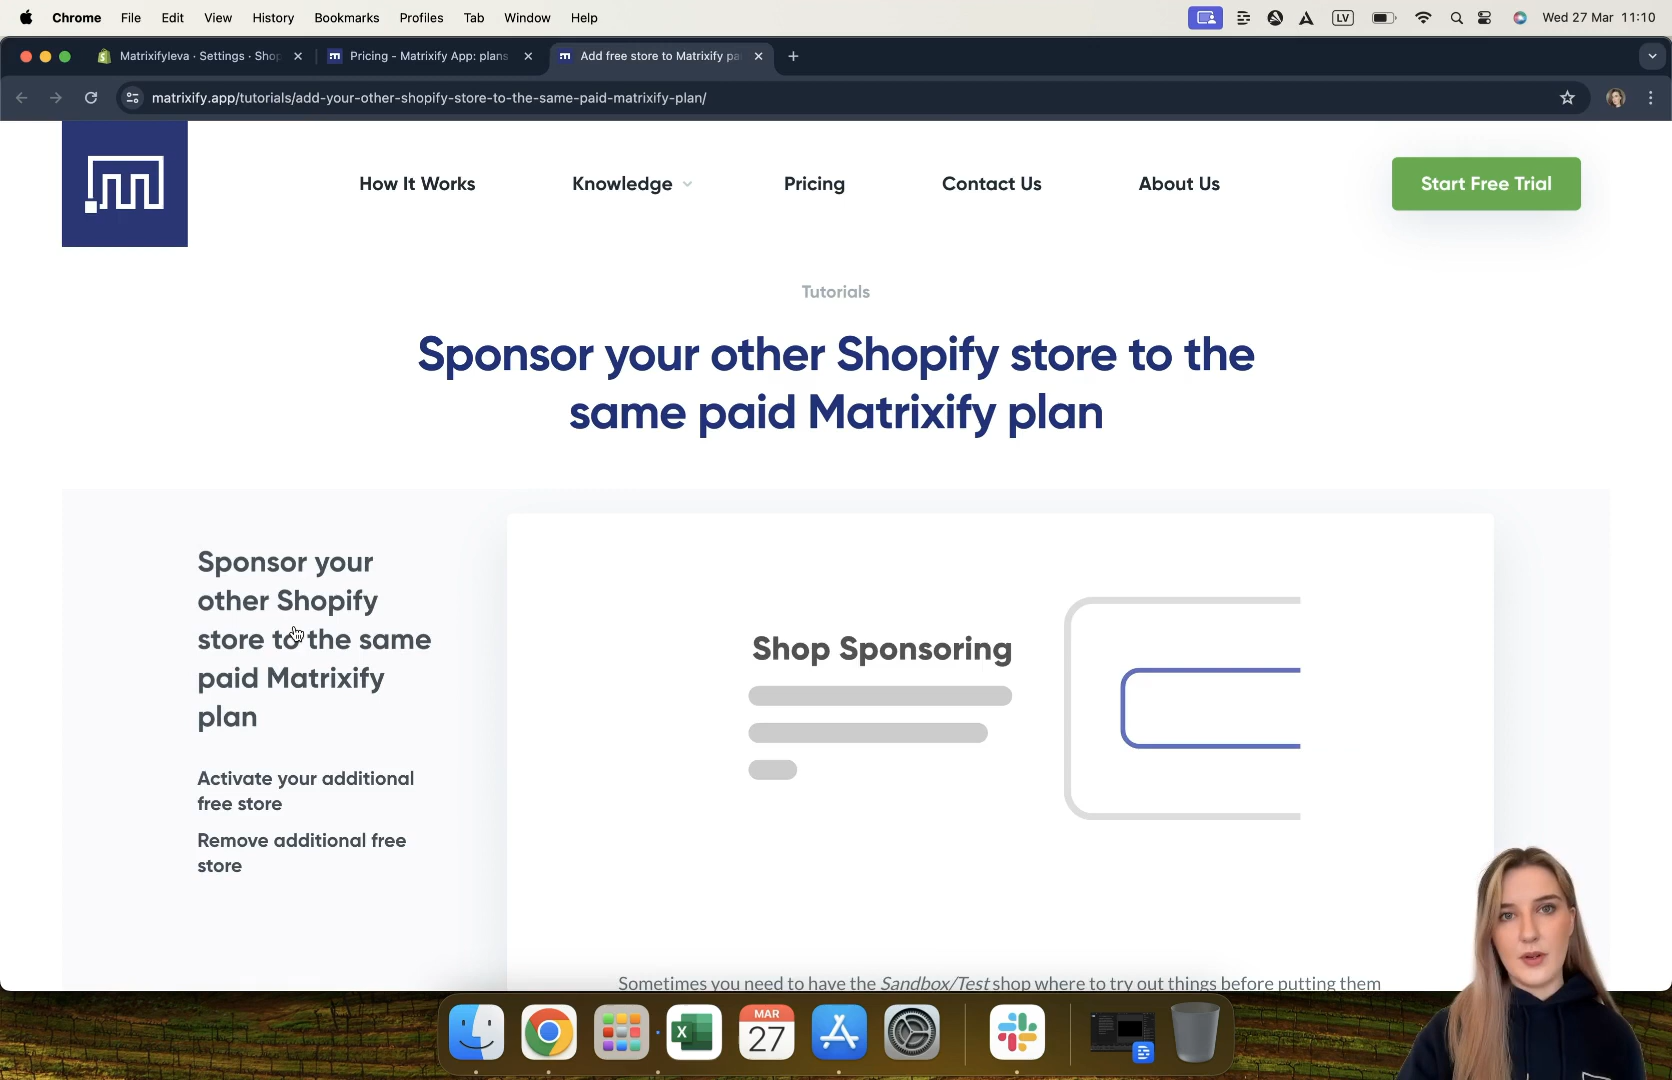 Chrome File Edit View History Bookmarks Profiles Tab Window Help LV Wed 27 Mar 11:10
MatrixifyIeva · Settings · Shop Pricing - Matrixify App: plans Add free store to Matrixify pa
matrixify.app/tutorials/add-your-other-shopify-store-to-the-same-paid-matrixify-plan/
How It Works Knowledge Pricing Contact Us About Us Start Free Trial
Tutorials
Sponsor your other Shopify store to the
same paid Matrixify plan
Sponsor your
other Shopify
store to the same
paid Matrixify
plan
Activate your additional
free store
Remove additional free
store
Shop Sponsoring
Sometimes you need to have the Sandbox/Test shop where to try out things before putting them
MAR
27